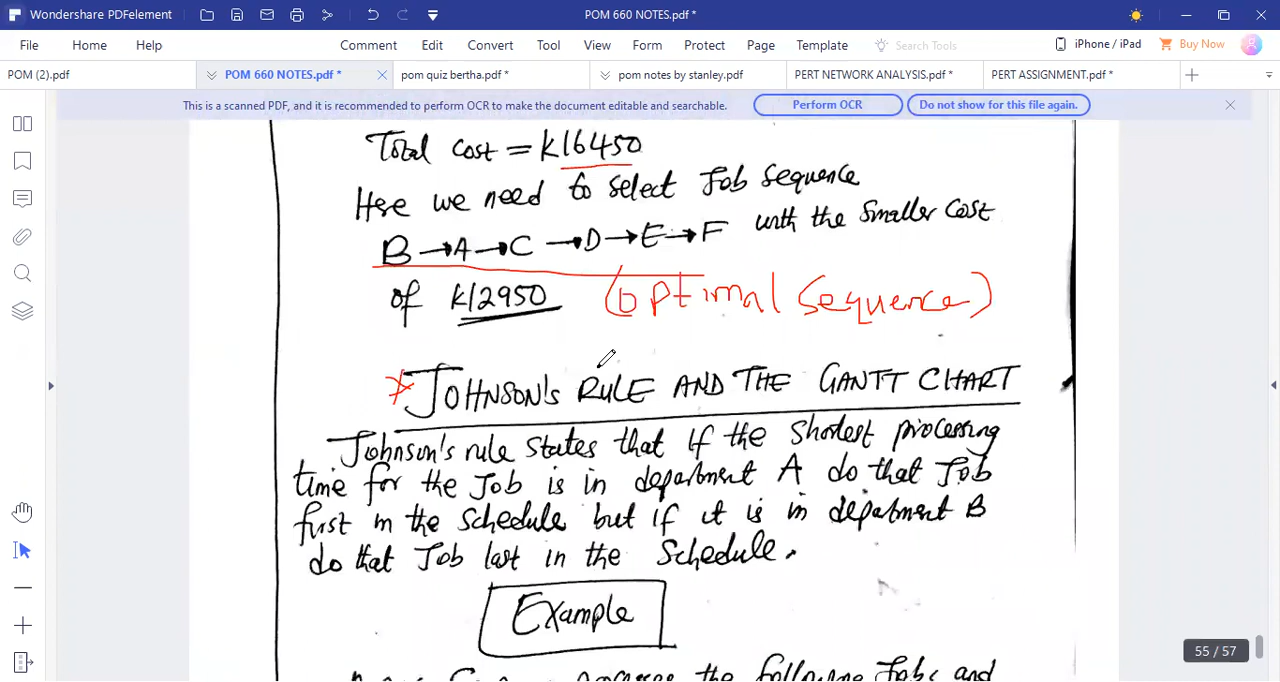 Wondershare PDFelement
POM 660 NOTES.pdf *
File Home Help Comment Edit Convert Tool View Form Protect Page Template Search Tools iPhone / iPad Buy Now
POM (2).pdf POM 660 NOTES.pdf * pom quiz bertha.pdf * pom notes by stanley.pdf PERT NETWORK ANALYSIS.pdf * PERT ASSIGNMENT.pdf *
This is a scanned PDF, and it is recommended to perform OCR to make the document editable and searchable. Perform OCR Do not show for this file again.
Total Cost = K16450
Here we need to select Job Sequence
B → A → C → D → E → F with the smaller cost
of K12950 (optimal sequence)
* JOHNSON'S RULE AND THE GANTT CHART
Johnson's rule states that if the shortest processing
time for the Job is in department A do that Job
first in the schedule but if it is in department B
do that Job last in the schedule.
Example
the following Jobs and
55 / 57